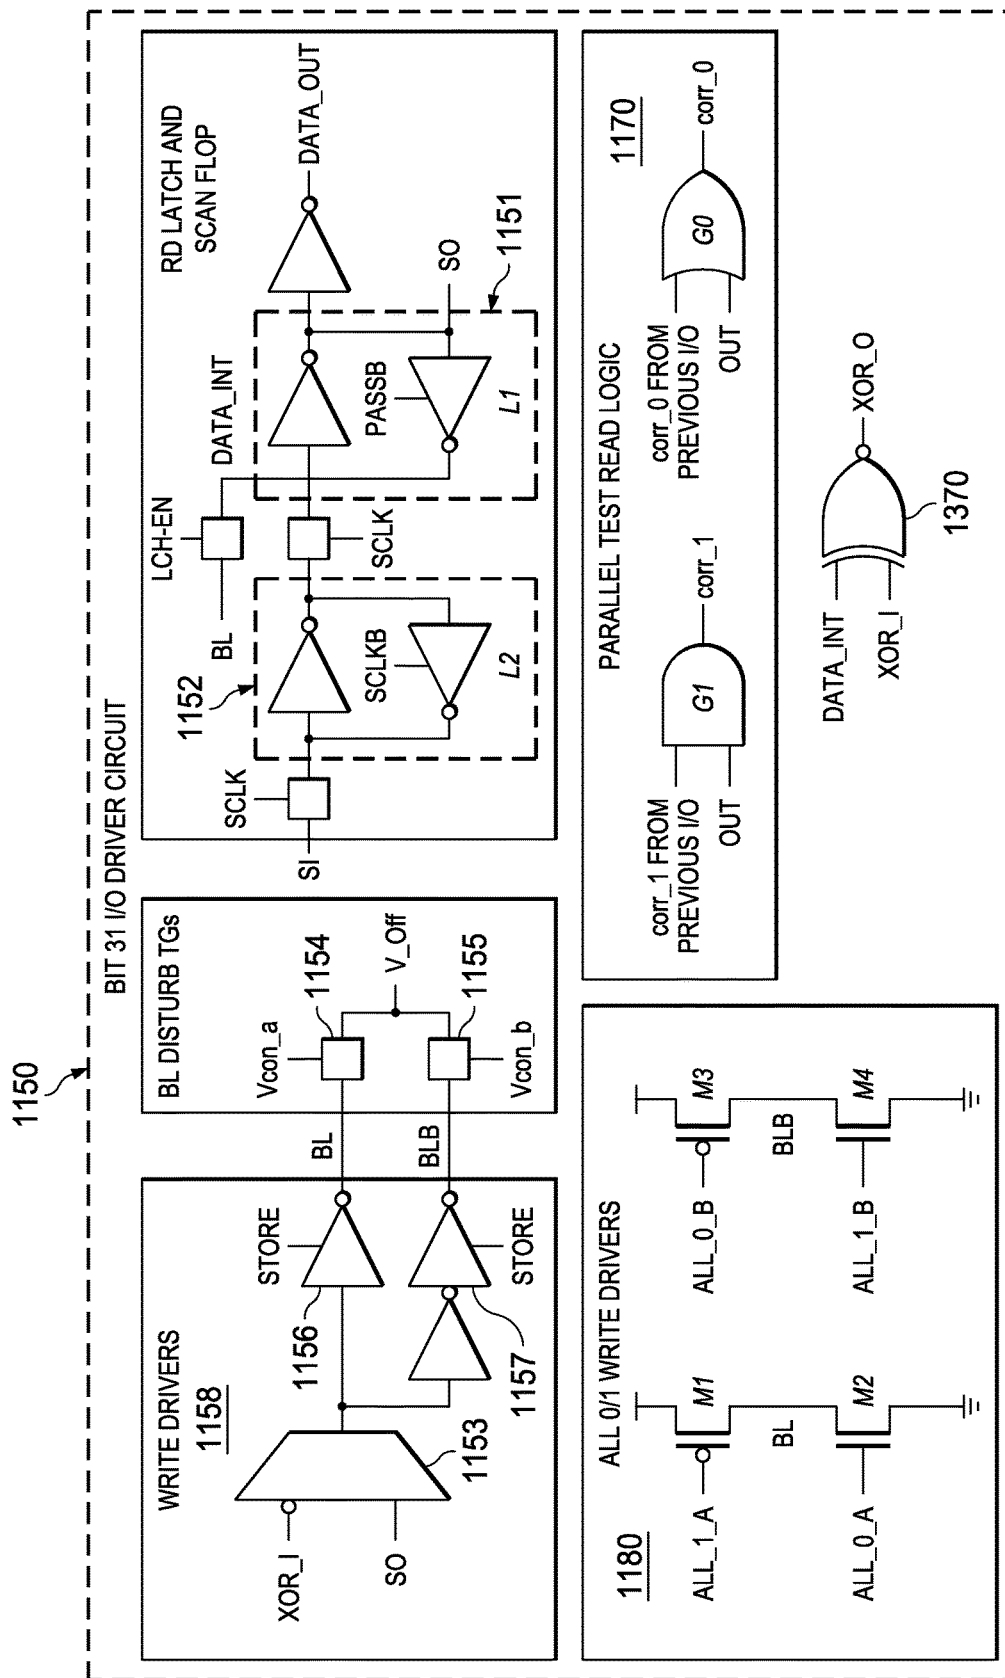 1150
BIT 31 I/O DRIVER CIRCUIT
WRITE DRIVERS
1158
XOR_I
SO
1153
STORE
1156
1157
STORE
BL
BLB
BL DISTURB TGs
Vcon_a
1154
V_Off
1155
Vcon_b
RD LATCH AND
SCAN FLOP
SI
SCLK
1152
SCLKB
L2
BL
LCH-EN
SCLK
DATA_INT
PASSB
L1
SO
1151
DATA_OUT
ALL 0/1 WRITE DRIVERS
1180
ALL_1_A
M1
BL
ALL_0_A
M2
ALL_0_B
M3
BLB
ALL_1_B
M4
PARALLEL TEST READ LOGIC
1170
corr_1 FROM
PREVIOUS I/O
OUT
G1
corr_1
corr_0 FROM
PREVIOUS I/O
OUT
G0
corr_0
DATA_INT
XOR_I
XOR_O
1370